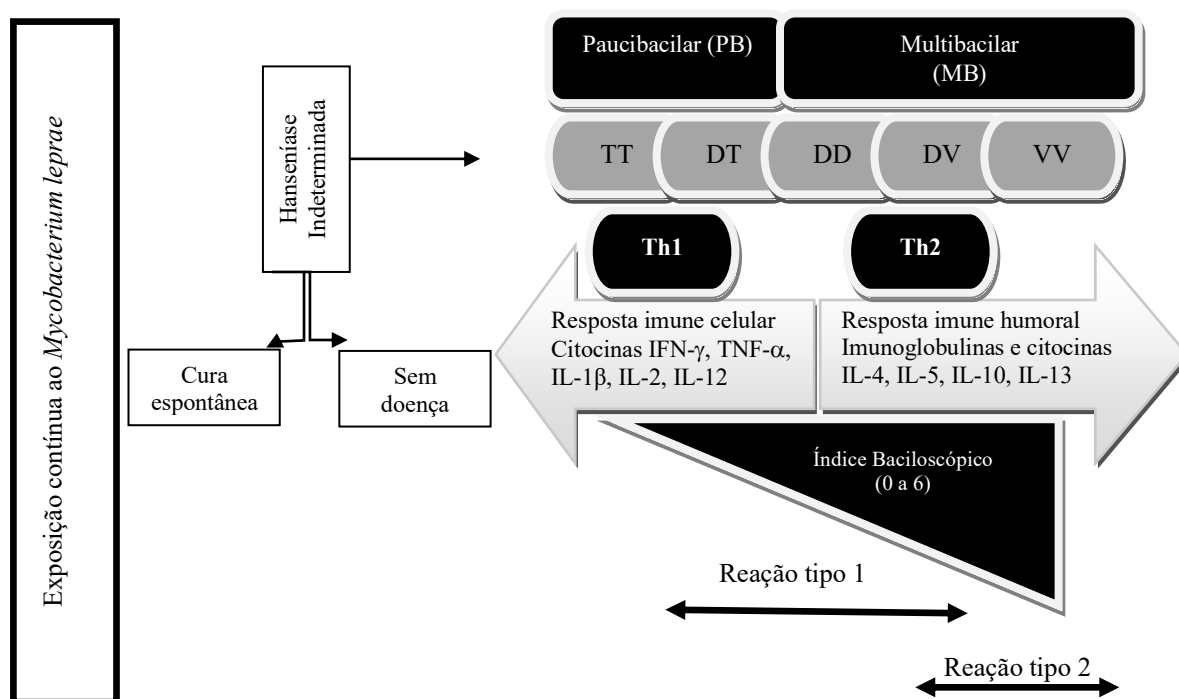 Exposição contínua ao Mycobacterium leprae
Hanseníase
Indeterminada
Cura
espontânea
Sem
doença
Paucibacilar (PB)
Multibacilar
(MB)
TT
DT
DD
DV
VV
Th1
Th2
Resposta imune celular
Citocinas IFN-γ, TNF-α,
IL-1β, IL-2, IL-12
Resposta imune humoral
Imunoglobulinas e citocinas
IL-4, IL-5, IL-10, IL-13
Índice Baciloscópico
(0 a 6)
Reação tipo 1
Reação tipo 2